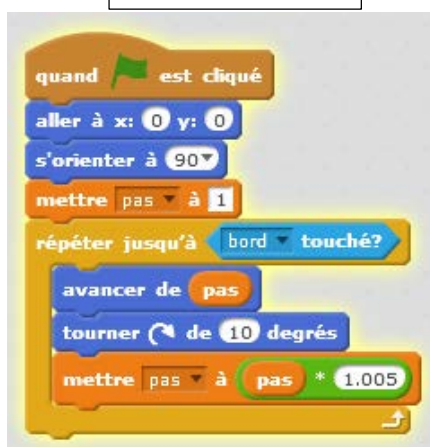 quand est cliqué
aller à x: 0 y: 0
s'orienter à 90
mettre pas à 1
répéter jusqu'à bord touché?
avancer de pas
tourner de 10 degrés
mettre pas à pas * 1.005